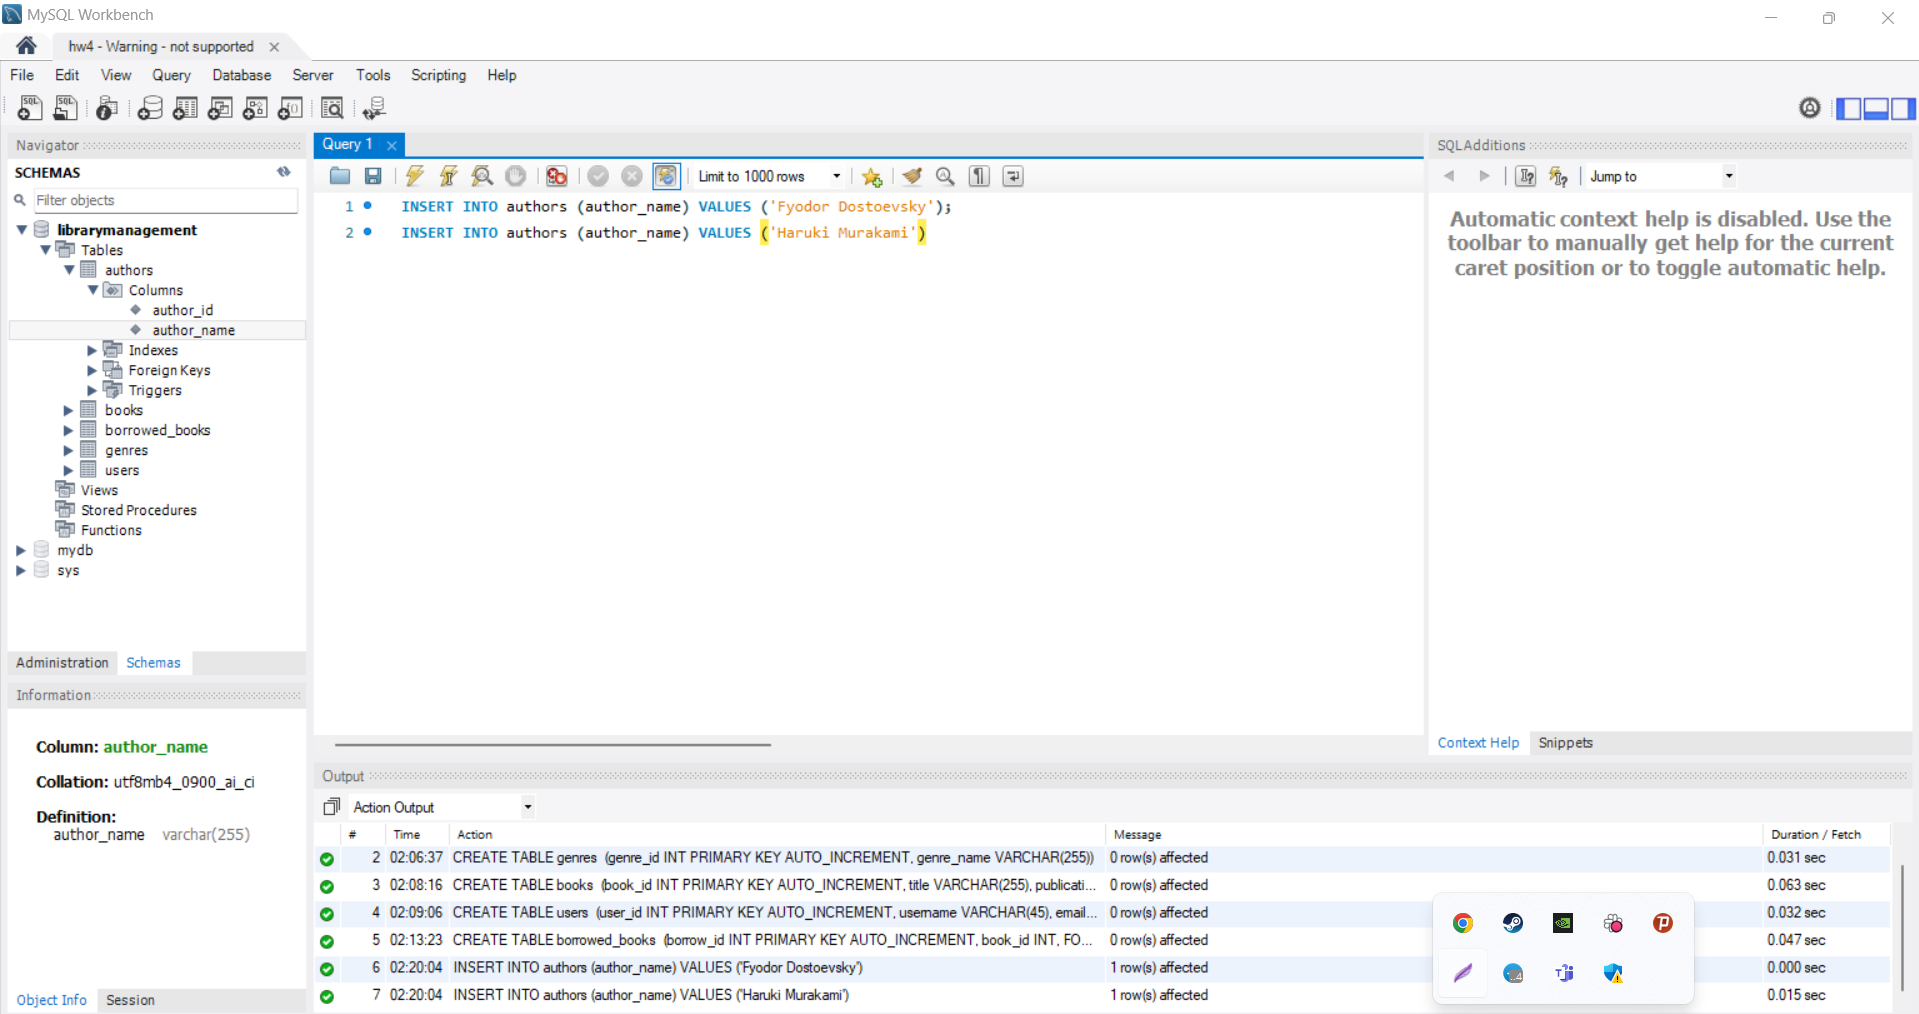 MySQL Workbench
hw4 - Warning - not supported
File Edit View Query Database Server Tools Scripting Help
Navigator
SCHEMAS
Filter objects
librarymanagement
Tables
authors
Columns
author_id
author_name
Indexes
Foreign Keys
Triggers
books
borrowed_books
genres
users
Views
Stored Procedures
Functions
mydb
sys
Administration Schemas
Information
Column: author_name
Collation: utf8mb4_0900_ai_ci
Definition:
author_name varchar(255)
Object Info Session
Query 1
Limit to 1000 rows
1 INSERT INTO authors (author_name) VALUES ('Fyodor Dostoevsky');
2 INSERT INTO authors (author_name) VALUES ('Haruki Murakami')
SQLAdditions
Jump to
Automatic context help is disabled. Use the
toolbar to manually get help for the current
caret position or to toggle automatic help.
Context Help Snippets
Output
Action Output
# Time Action Message Duration / Fetch
2 02:06:37 CREATE TABLE genres (genre_id INT PRIMARY KEY AUTO_INCREMENT, genre_name VARCHAR(255)) 0 row(s) affected 0.031 sec
3 02:08:16 CREATE TABLE books (book_id INT PRIMARY KEY AUTO_INCREMENT, title VARCHAR(255), publicati... 0 row(s) affected 0.063 sec
4 02:09:06 CREATE TABLE users (user_id INT PRIMARY KEY AUTO_INCREMENT, username VARCHAR(45), email... 0 row(s) affected 0.032 sec
5 02:13:23 CREATE TABLE borrowed_books (borrow_id INT PRIMARY KEY AUTO_INCREMENT, book_id INT, FO... 0 row(s) affected 0.047 sec
6 02:20:04 INSERT INTO authors (author_name) VALUES ('Fyodor Dostoevsky') 1 row(s) affected 0.000 sec
7 02:20:04 INSERT INTO authors (author_name) VALUES ('Haruki Murakami') 1 row(s) affected 0.015 sec